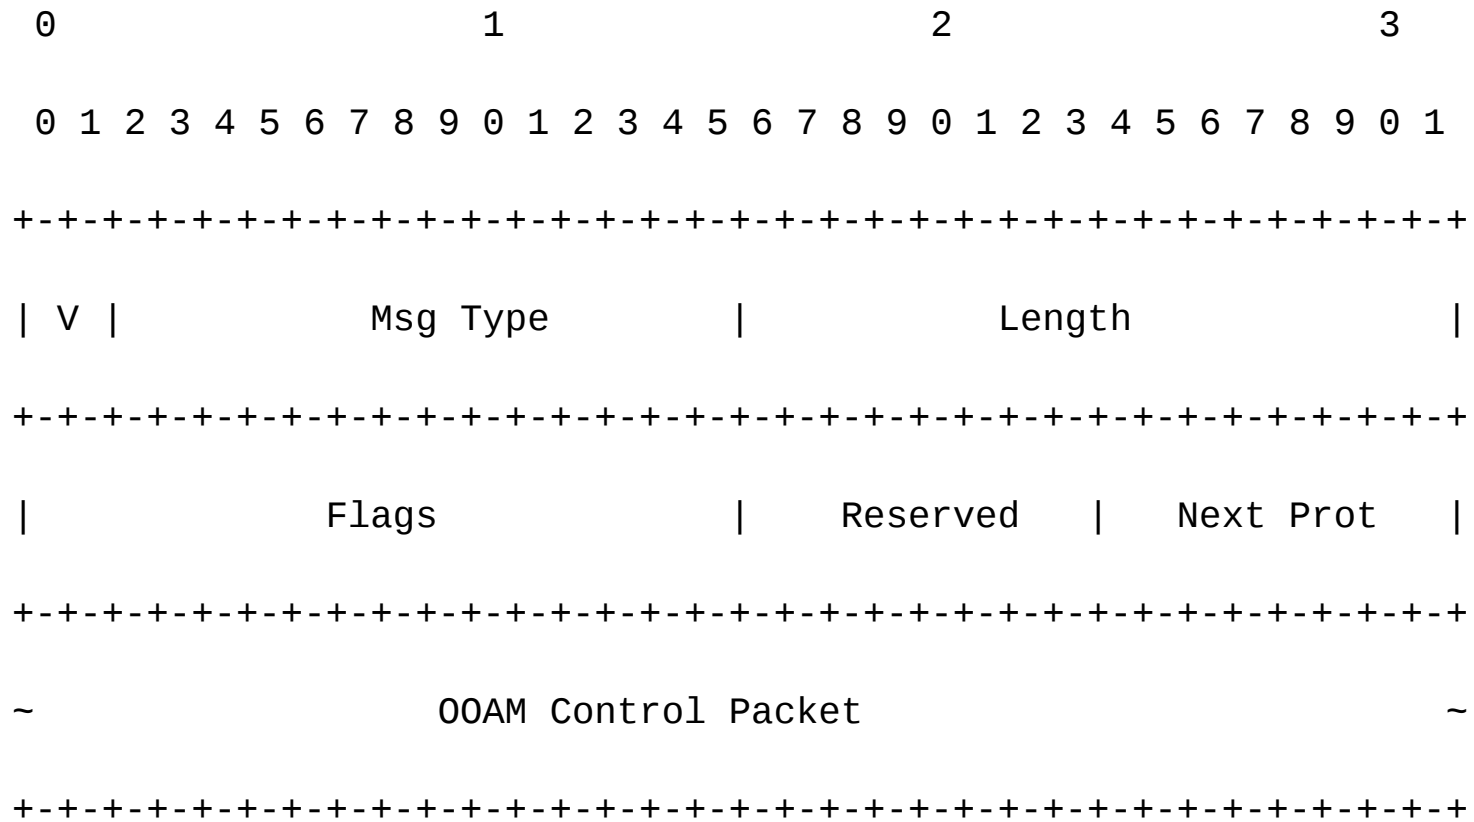 0                   1                   2                   3
 0 1 2 3 4 5 6 7 8 9 0 1 2 3 4 5 6 7 8 9 0 1 2 3 4 5 6 7 8 9 0 1
+-+-+-+-+-+-+-+-+-+-+-+-+-+-+-+-+-+-+-+-+-+-+-+-+-+-+-+-+-+-+-+-+
| V |           Msg Type        |           Length              |
+-+-+-+-+-+-+-+-+-+-+-+-+-+-+-+-+-+-+-+-+-+-+-+-+-+-+-+-+-+-+-+-+
|             Flags             |    Reserved   |   Next Prot   |
+-+-+-+-+-+-+-+-+-+-+-+-+-+-+-+-+-+-+-+-+-+-+-+-+-+-+-+-+-+-+-+-+
~                  OOAM Control Packet                          ~
+-+-+-+-+-+-+-+-+-+-+-+-+-+-+-+-+-+-+-+-+-+-+-+-+-+-+-+-+-+-+-+-+